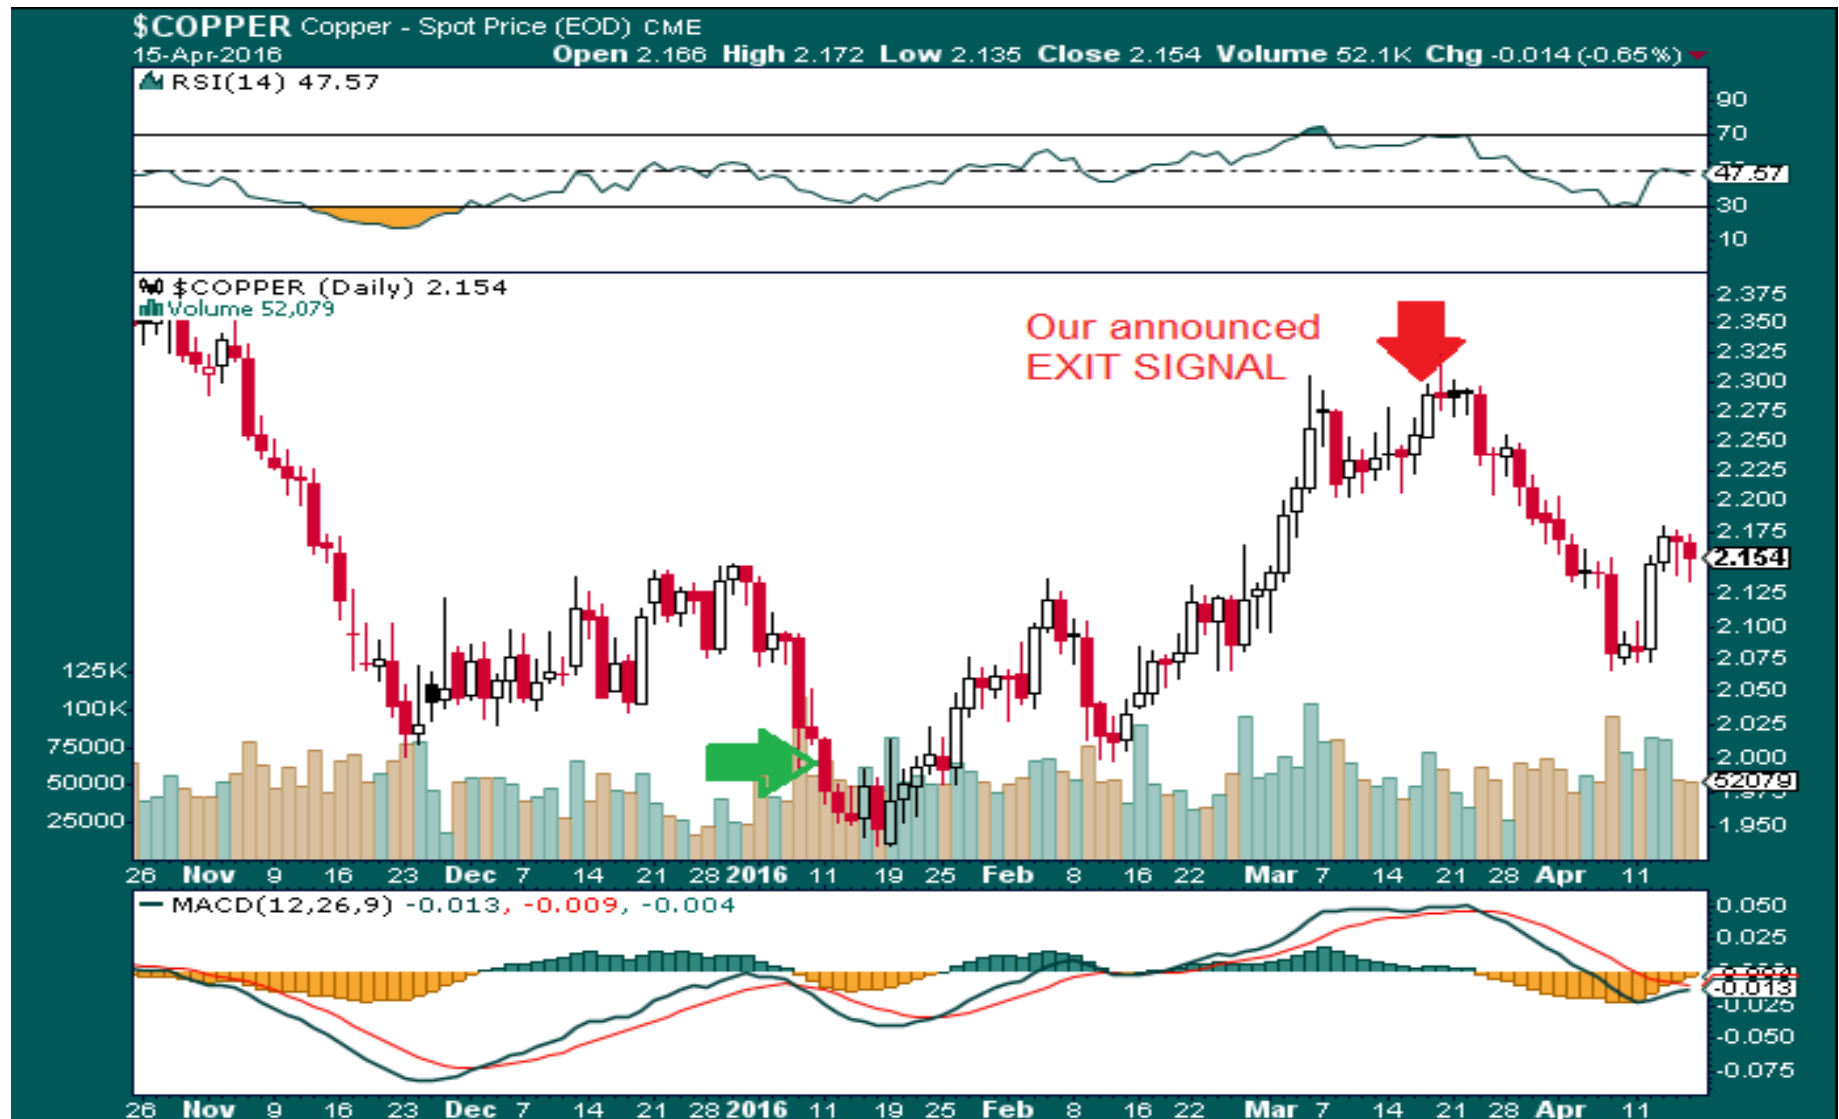 $COPPER Copper - Spot Price (EOD) CME
15-Apr-2016 Open 2.166 High 2.172 Low 2.135 Close 2.154 Volume 52.1K Chg -0.014 (-0.65%)
RSI(14) 47.57
90
70
47.57
30
10
$COPPER (Daily) 2.154
Volume 52,079
Our announced
EXIT SIGNAL
2.375
2.350
2.325
2.300
2.275
2.250
2.225
2.200
2.175
2.154
2.125
2.100
2.075
2.050
2.025
2.000
52079
1.975
1.950
125K
100K
75000
50000
25000
26 Nov 9 16 23 Dec 7 14 21 28 2016 11 19 25 Feb 8 16 22 Mar 7 14 21 28 Apr 11
MACD(12,26,9) -0.013, -0.009, -0.004
0.050
0.025
-0.013
-0.025
-0.050
-0.075
26 Nov 9 16 23 Dec 7 14 21 28 2016 11 19 25 Feb 8 16 22 Mar 7 14 21 28 Apr 11